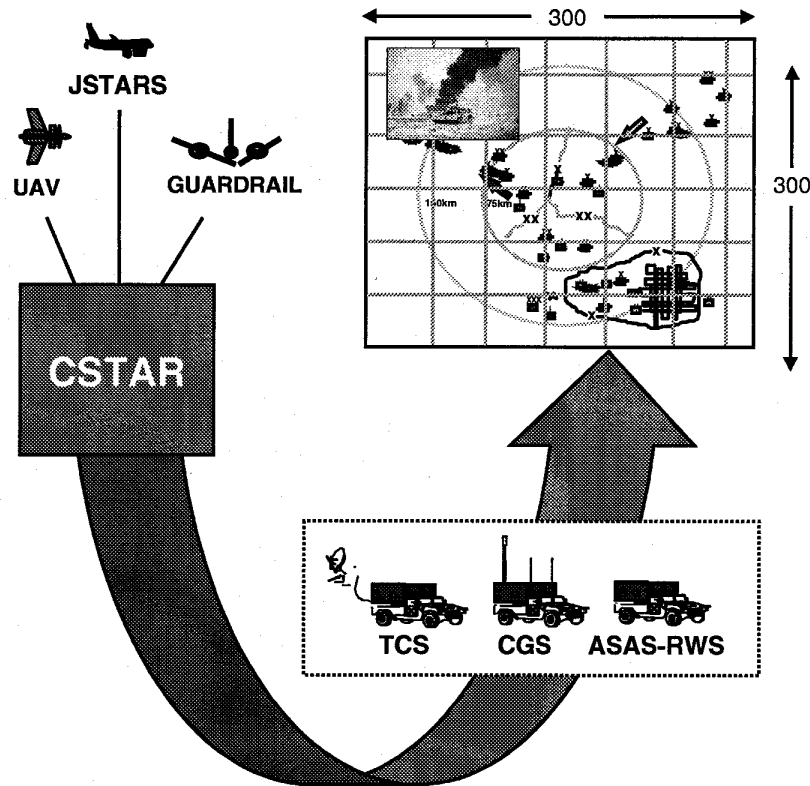 300
JSTARS
UAV
GUARDRAIL
300
75km
XX
XX
X
X
CSTAR
TCS
CGS
ASAS-RWS